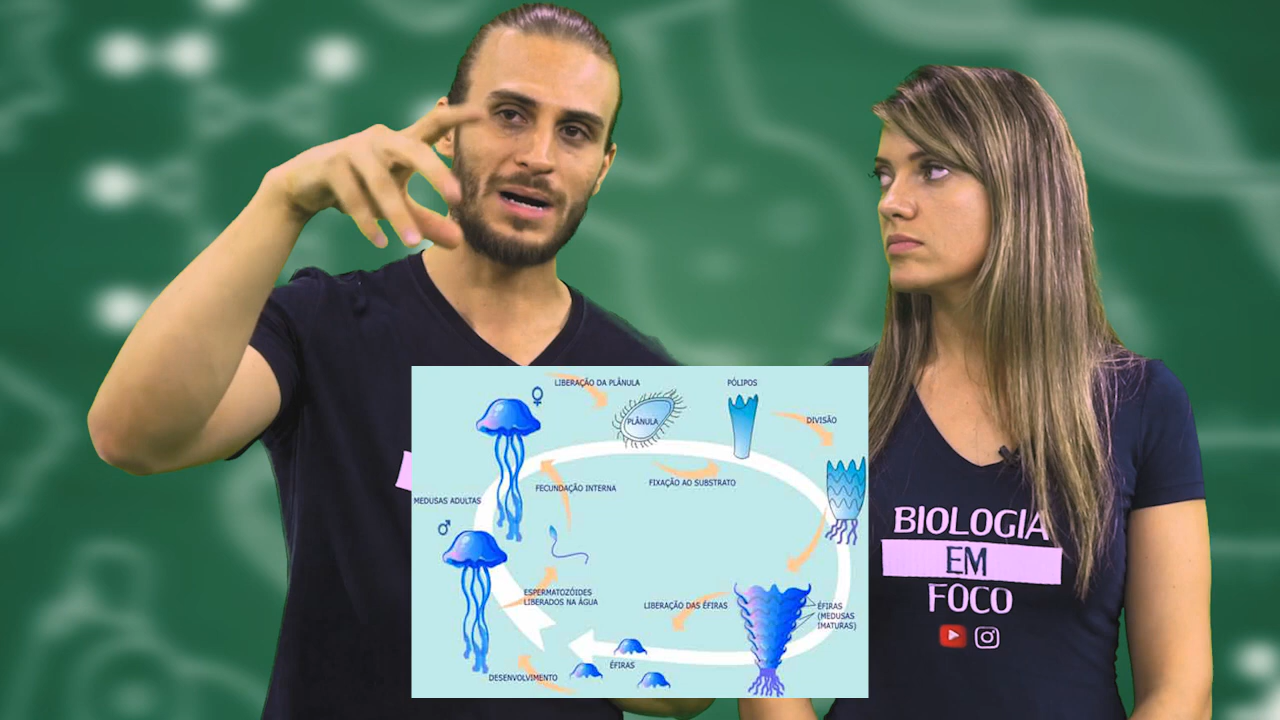 LIBERAÇÃO DA PLÂNULA
PLÂNULA
PÓLIPOS
DIVISÃO
FIXAÇÃO AO SUBSTRATO
FECUNDAÇÃO INTERNA
MEDUSAS ADULTAS
ESPERMATOZÓIDES
LIBERADOS NA ÁGUA
LIBERAÇÃO DAS ÉFIRAS
ÉFIRAS
(MEDUSAS
IMATURAS)
ÉFIRAS
DESENVOLVIMENTO
BIOLOGIA
EM
FOCO